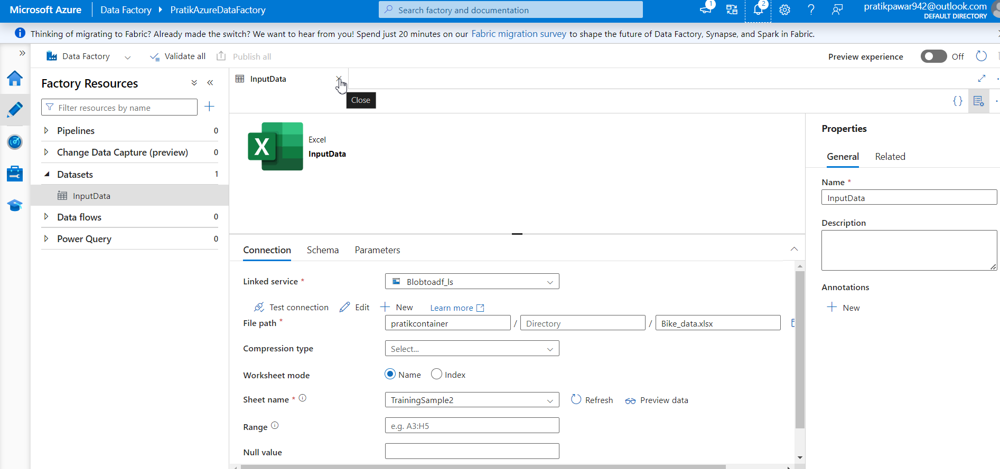 Microsoft Azure Data Factory PratikAzureDataFactory Search factory and documentation 1 2 pratikpawar942@outlook.com
DEFAULT DIRECTORY
Thinking of migrating to Fabric? Already made the switch? We want to hear from you! Spend just 20 minutes on our Fabric migration survey to shape the future of Data Factory, Synapse, and Spark in Fabric.
Data Factory Validate all Publish all Preview experience Off
Factory Resources
Filter resources by name
Pipelines 0
Change Data Capture (preview) 0
Datasets 1
InputData
Data flows 0
Power Query 0
InputData
Close
{}
X
Excel
InputData
Connection Schema Parameters
Linked service * Blobtoadf_ls
Test connection Edit New Learn more
File path * pratikcontainer / Directory / Bike_data.xlsx
Compression type Select...
Worksheet mode Name Index
Sheet name * TrainingSample2 Refresh Preview data
Range e.g. A3:H5
Null value
Properties
General Related
Name *
InputData
Description
Annotations
New